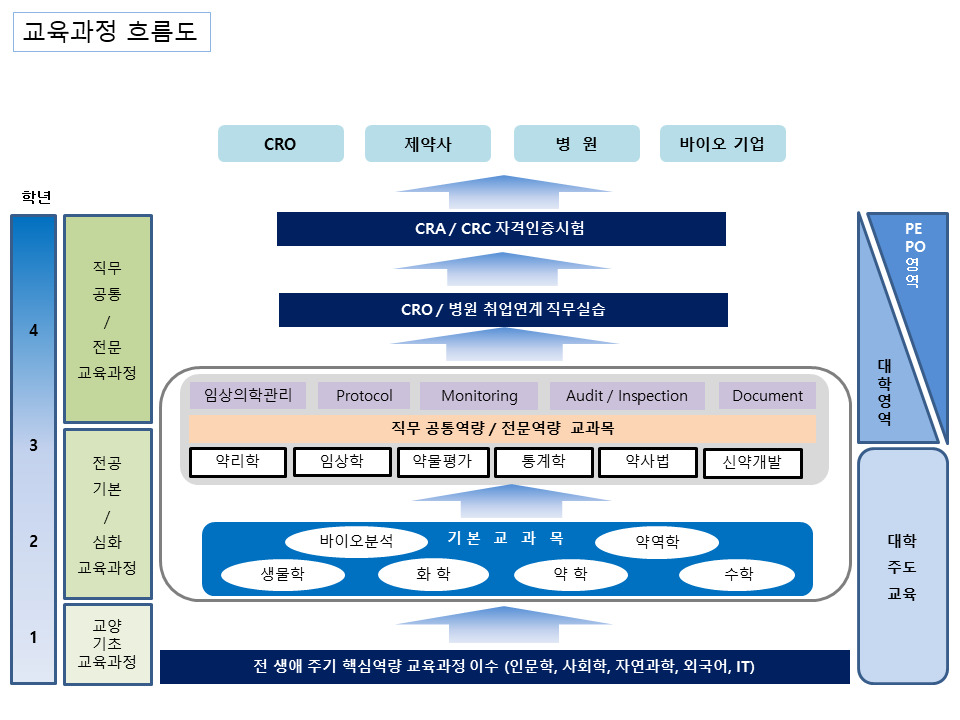 교육과정 흐름도
CRO
제약사
병 원
바이오 기업
학년
CRA / CRC 자격인증시험
PE
PO
영
역
직무
공통
/
전문
교육과정
CRO / 병원 취업연계 직무실습
4
대
학
영
역
임상의학관리
Protocol
Monitoring
Audit / Inspection
Document
직무 공통역량 / 전문역량 교과목
3
약리학
임상학
약물평가
통계학
약사법
신약개발
전공
기본
/
심화
교육과정
2
기 본 교 과 목
바이오분석
약역학
생물학
화 학
약 학
수학
대학
주도
교육
1
교양
기초
교육과정
전 생애 주기 핵심역량 교육과정 이수 (인문학, 사회학, 자연과학, 외국어, IT)